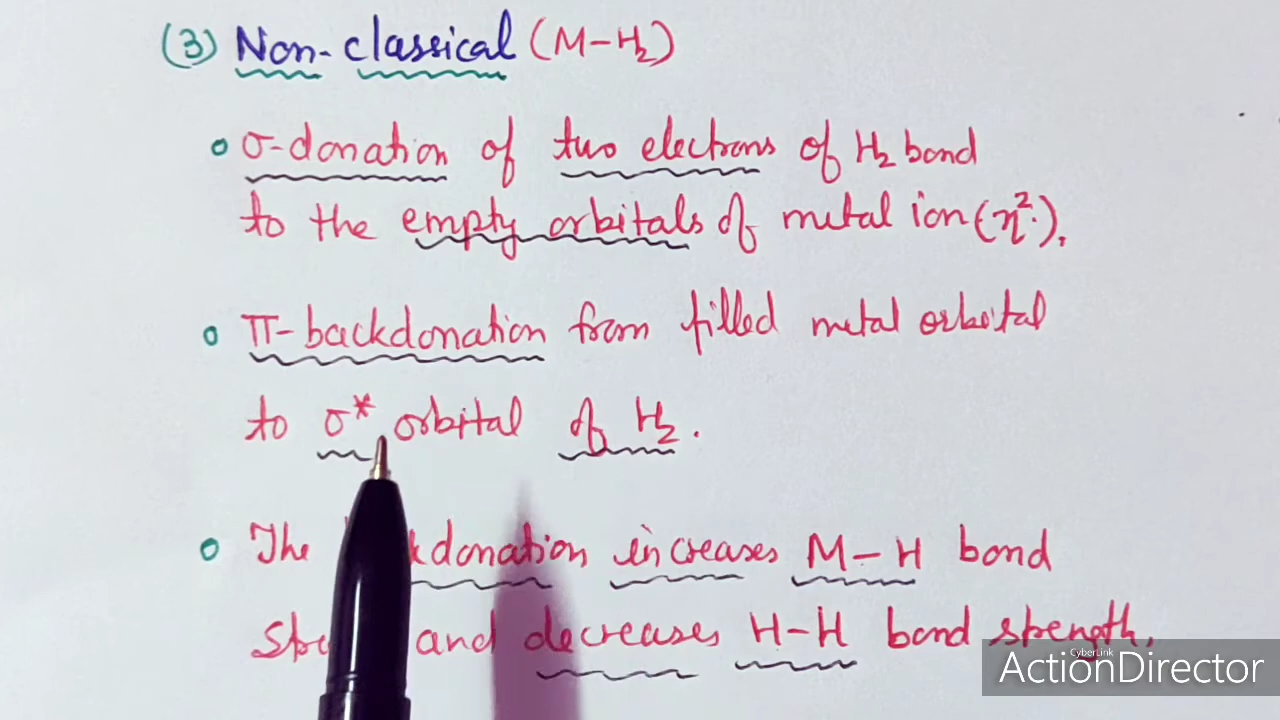 (3) Non-classical (M-H₂)
• σ-donation of two electrons of H₂ bond
to the empty orbitals of metal ion (η².).
• π-backdonation from filled metal orbital
to σ* orbital of H₂.
• The donation increases M-H bond
and decreases H-H bond strength.
CyberLink
ActionDirector